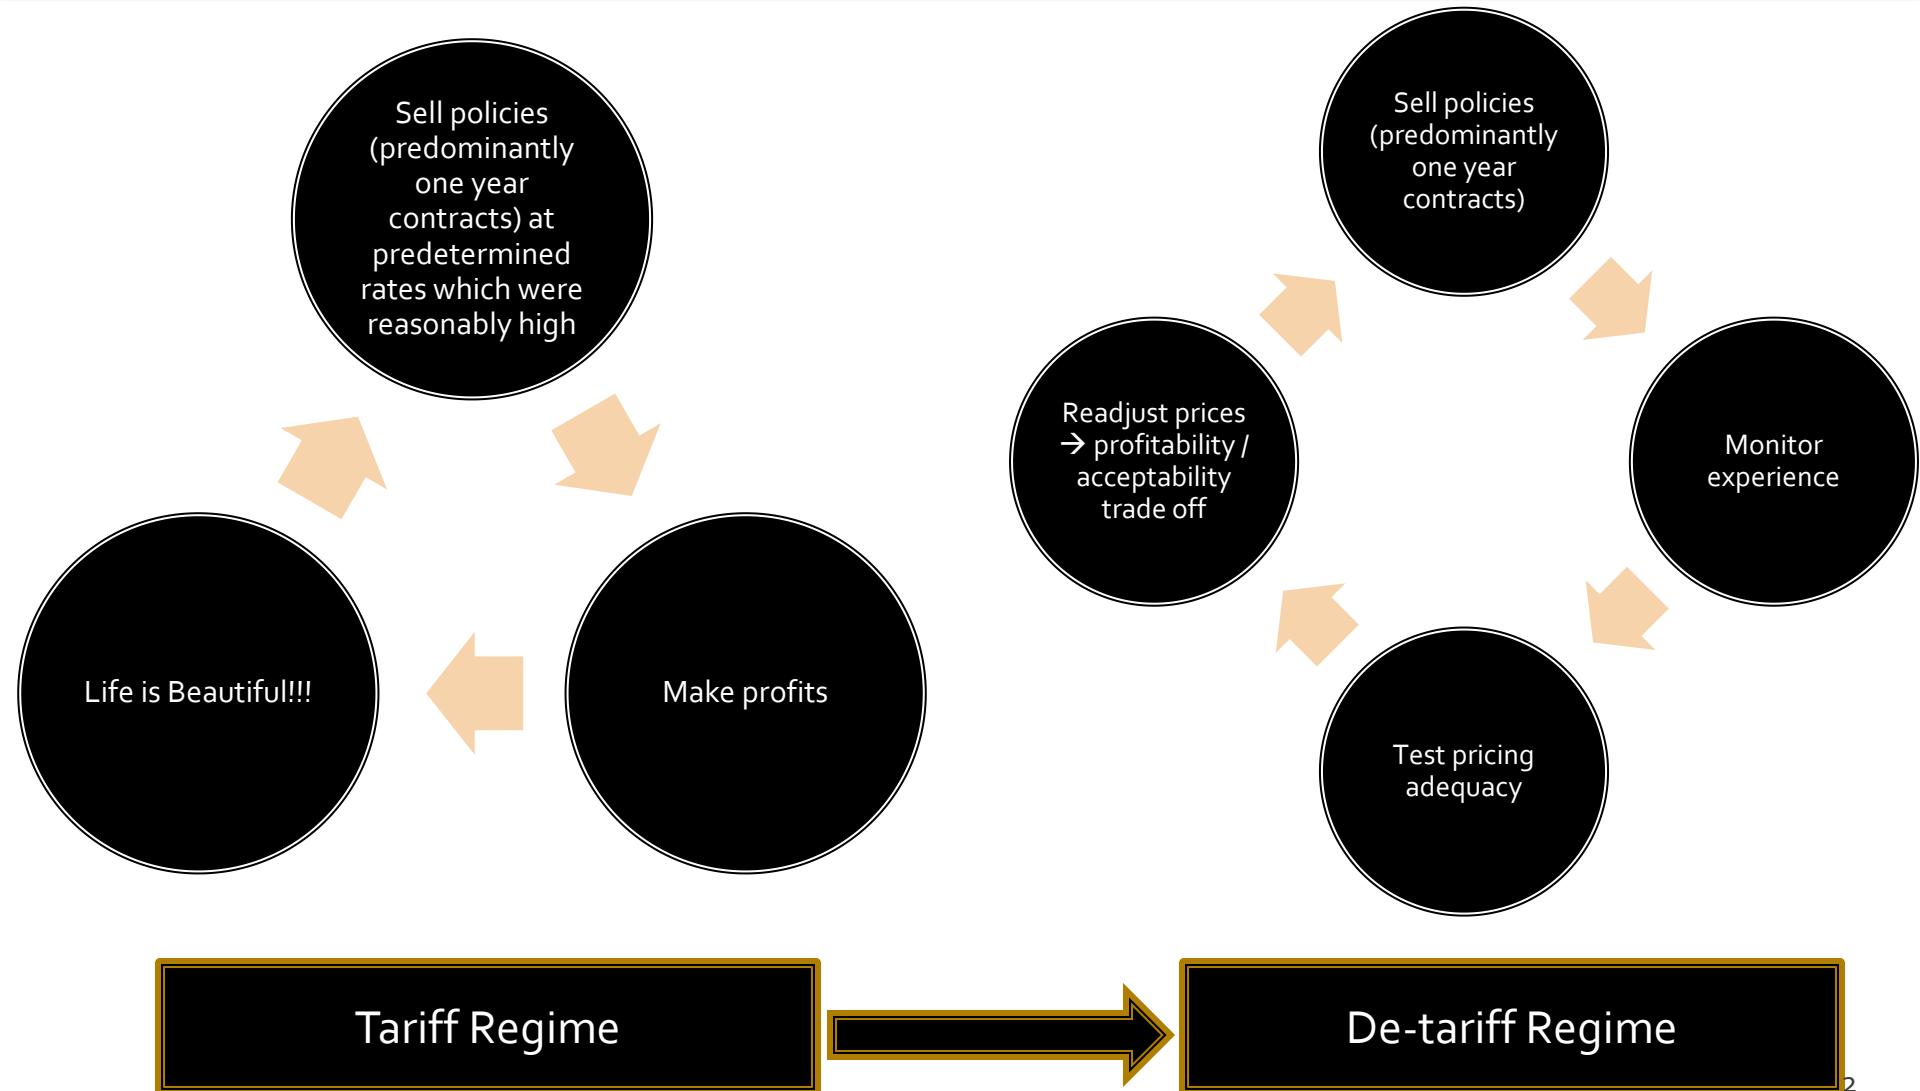 Sell policies
(predominantly
one year
contracts) at
predetermined
rates which were
reasonably high
Make profits
Life is Beautiful!!!
Sell policies
(predominantly
one year
contracts)
Monitor
experience
Test pricing
adequacy
Readjust prices
→ profitability /
acceptability
trade off
Tariff Regime
De-tariff Regime
2